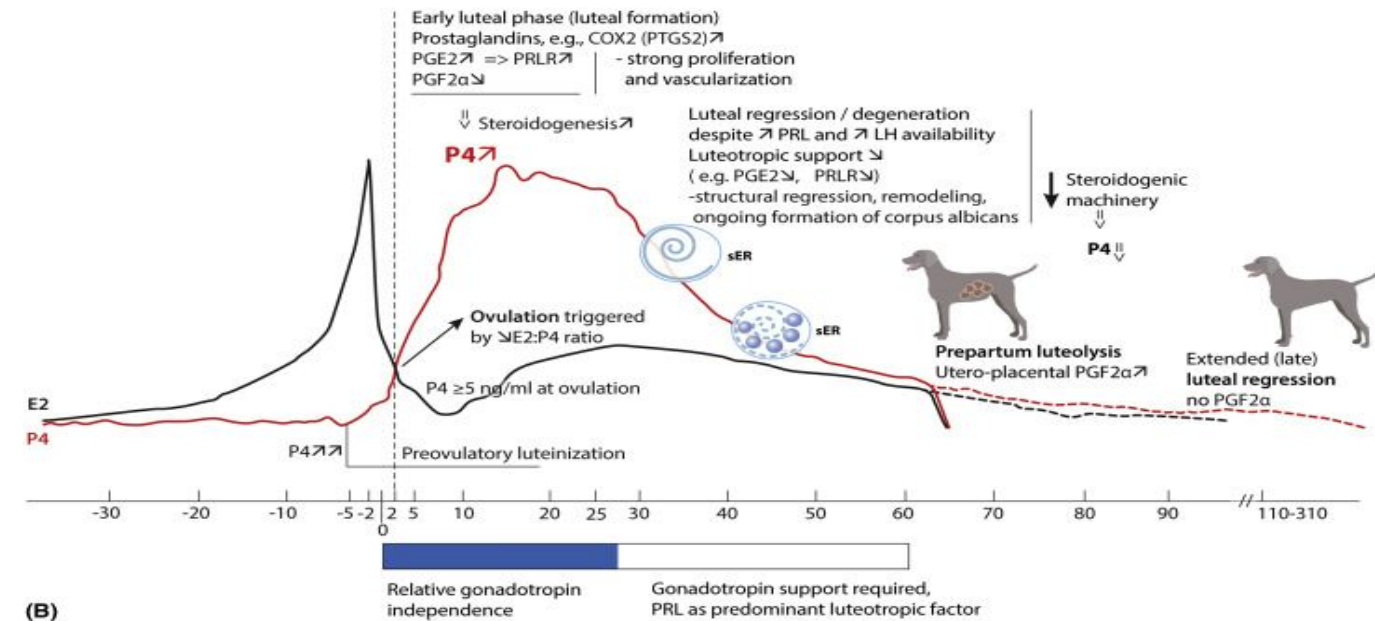 Early luteal phase (luteal formation)
Prostaglandins, e.g., COX2 (PTGS2)↗
PGE2↗ => PRLR↗
PGF2α↘
- strong proliferation
and vascularization
⇓ Steroidogenesis↗
P4↗
Luteal regression / degeneration
despite ↗ PRL and ↗ LH availability
Luteotropic support ↘
( e.g. PGE2↘, PRLR↘)
-structural regression, remodeling,
ongoing formation of corpus albicans
↓ Steroidogenic
machinery
⇓
P4⇓
sER
sER
Ovulation triggered
by ↘E2:P4 ratio
P4 ≥5 ng/ml at ovulation
Prepartum luteolysis
Utero-placental PGF2α↗
Extended (late)
luteal regression
no PGF2α
E2
P4
P4↗↗
Preovulatory luteinization
-30 -20 -10 -5 -2 0 2 5 10 20 25 30 40 50 60 70 80 90 // 110-310
Relative gonadotropin
independence
Gonadotropin support required,
PRL as predominant luteotropic factor
(B)